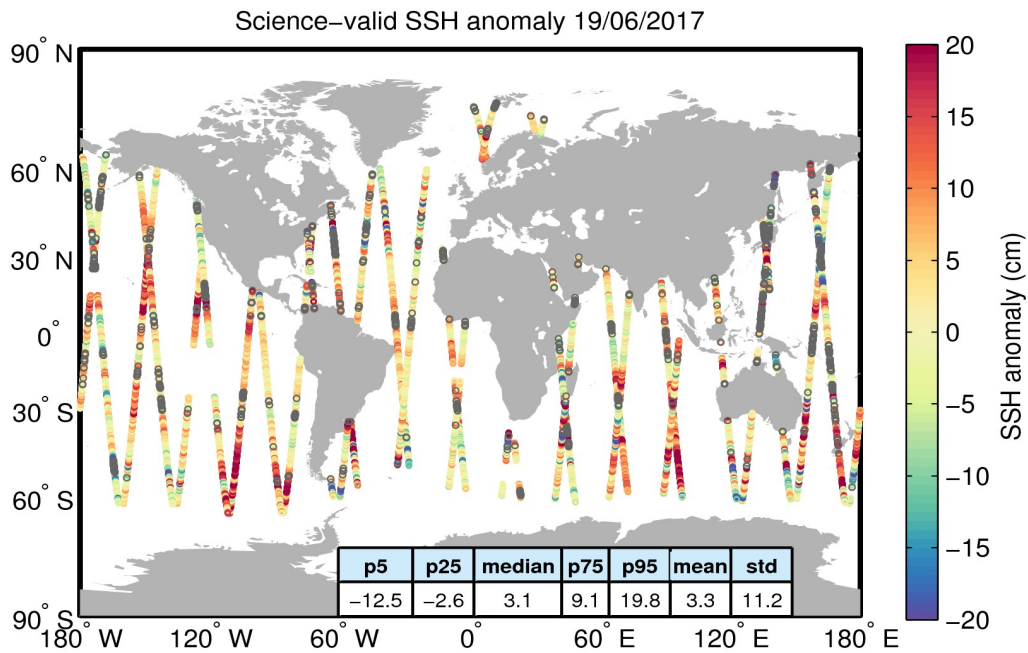 Science−valid SSH anomaly 19/06/2017
90° N
60° N
30° N
0°
30° S
60° S
90° S
180° W
120° W
60° W
0°
60° E
120° E
180° E
p5 p25 median p75 p95 mean std
−12.5 −2.6 3.1 9.1 19.8 3.3 11.2
20
15
10
5
0
−5
−10
−15
−20
SSH anomaly (cm)